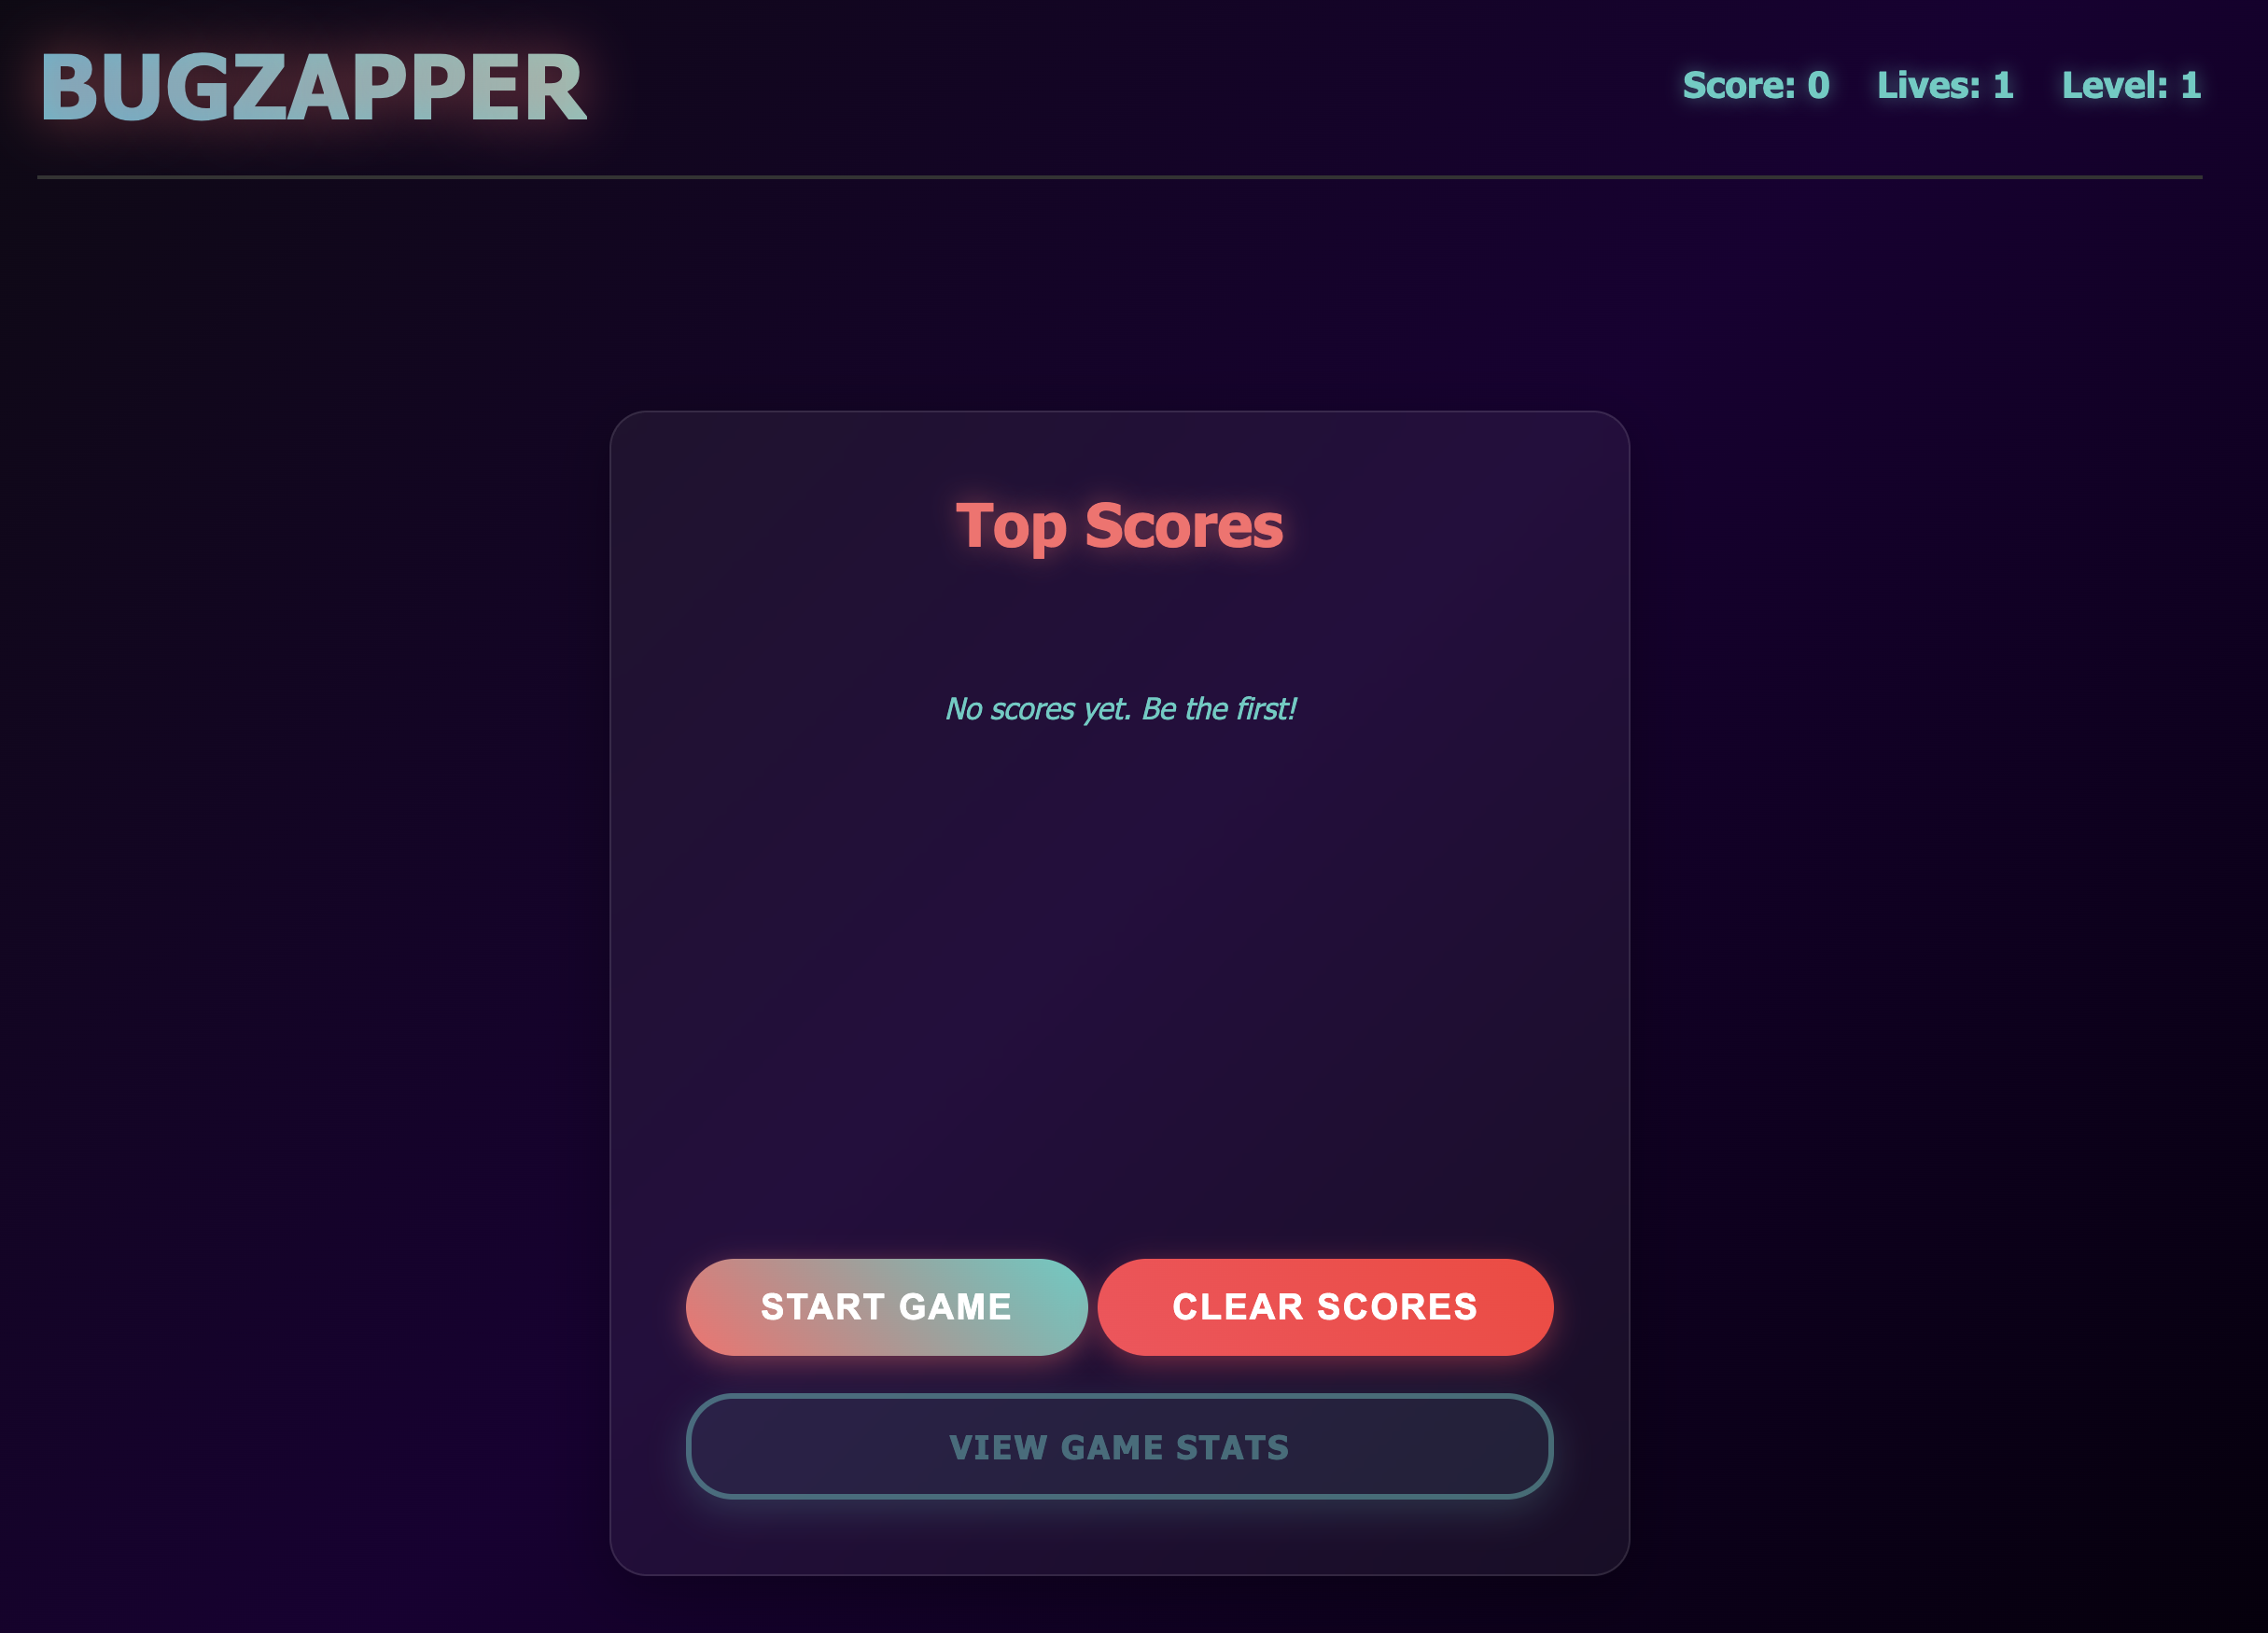 BUGZAPPER
Score: 0 Lives: 1 Level: 1
Top Scores
No scores yet. Be the first!
START GAME CLEAR SCORES
VIEW GAME STATS